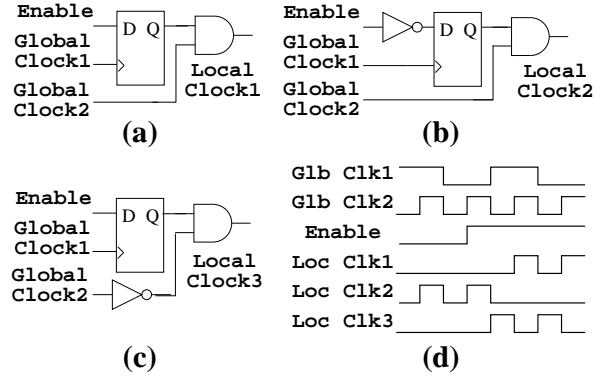 Enable
D Q
Global
Clock1
Global
Clock2
Local
Clock1
(a)
Enable
D Q
Global
Clock1
Global
Clock2
Local
Clock2
(b)
Enable
D Q
Global
Clock1
Global
Clock2
Local
Clock3
(c)
Glb Clk1
Glb Clk2
Enable
Loc Clk1
Loc Clk2
Loc Clk3
(d)